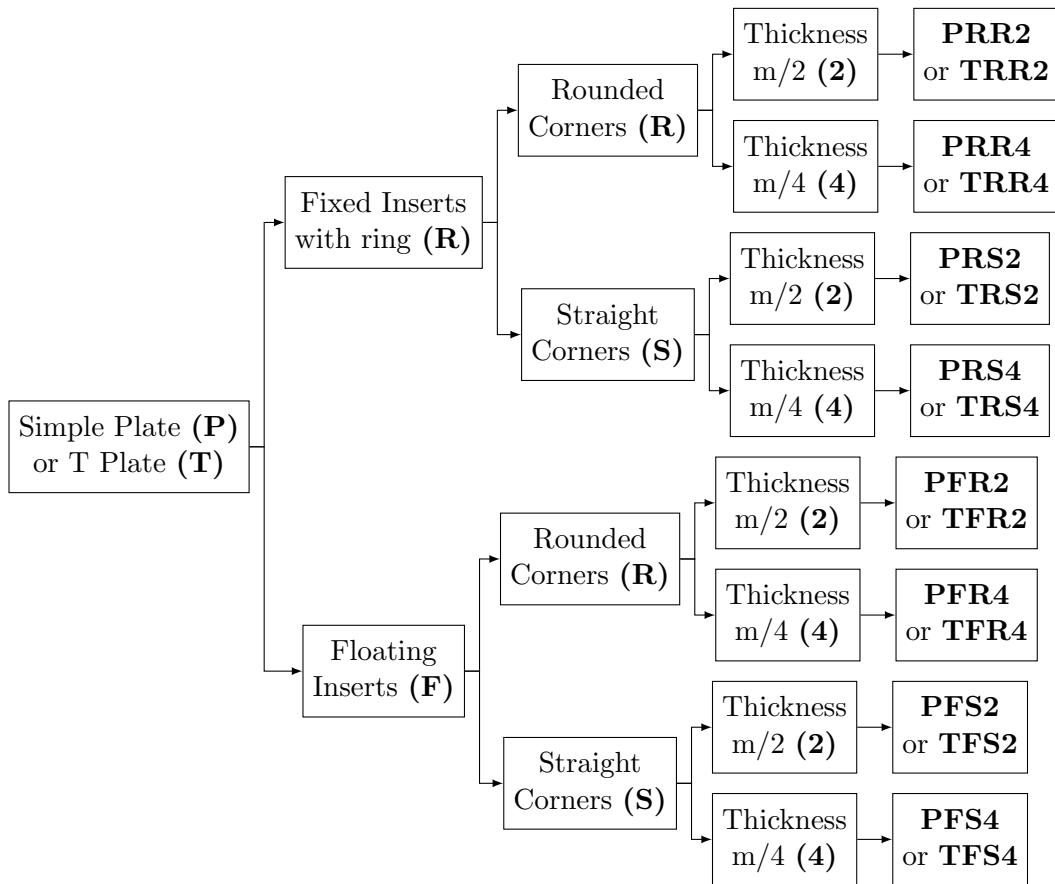 Simple Plate (P)
or T Plate (T)
Fixed Inserts
with ring (R)
Rounded
Corners (R)
Thickness
m/2 (2)
PRR2
or TRR2
Thickness
m/4 (4)
PRR4
or TRR4
Straight
Corners (S)
Thickness
m/2 (2)
PRS2
or TRS2
Thickness
m/4 (4)
PRS4
or TRS4
Floating
Inserts (F)
Rounded
Corners (R)
Thickness
m/2 (2)
PFR2
or TFR2
Thickness
m/4 (4)
PFR4
or TFR4
Straight
Corners (S)
Thickness
m/2 (2)
PFS2
or TFS2
Thickness
m/4 (4)
PFS4
or TFS4